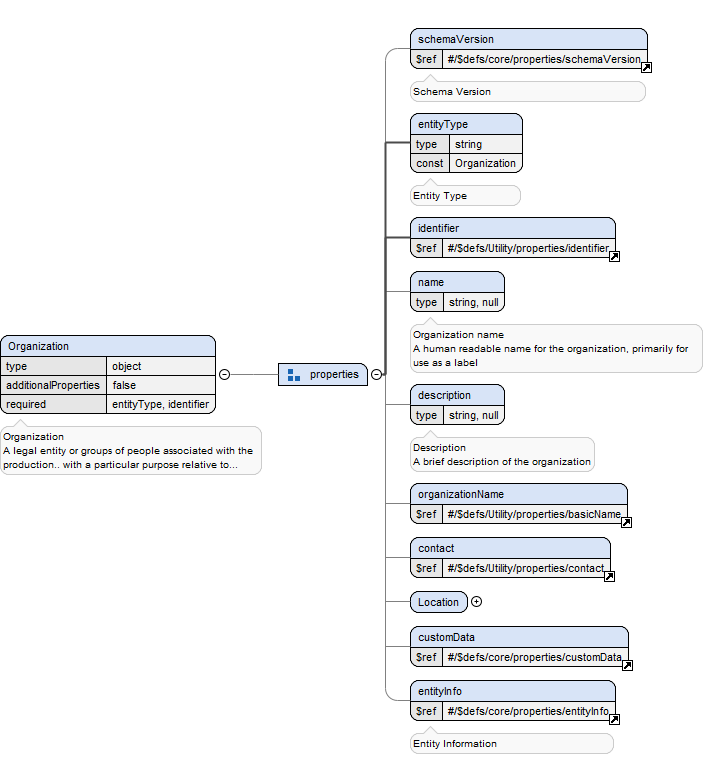 schemaVersion
$ref #/$defs/core/properties/schemaVersion
Schema Version
entityType
type string
const Organization
Entity Type
identifier
$ref #/$defs/Utility/properties/identifier
name
type string, null
Organization name
A human readable name for the organization, primarily for
use as a label
Organization
type object
additionalProperties false
required entityType, identifier
Organization
A legal entity or groups of people associated with the
production.. with a particular purpose relative to...
properties
description
type string, null
Description
A brief description of the organization
organizationName
$ref #/$defs/Utility/properties/basicName
contact
$ref #/$defs/Utility/properties/contact
Location
customData
$ref #/$defs/core/properties/customData
entityInfo
$ref #/$defs/core/properties/entityInfo
Entity Information